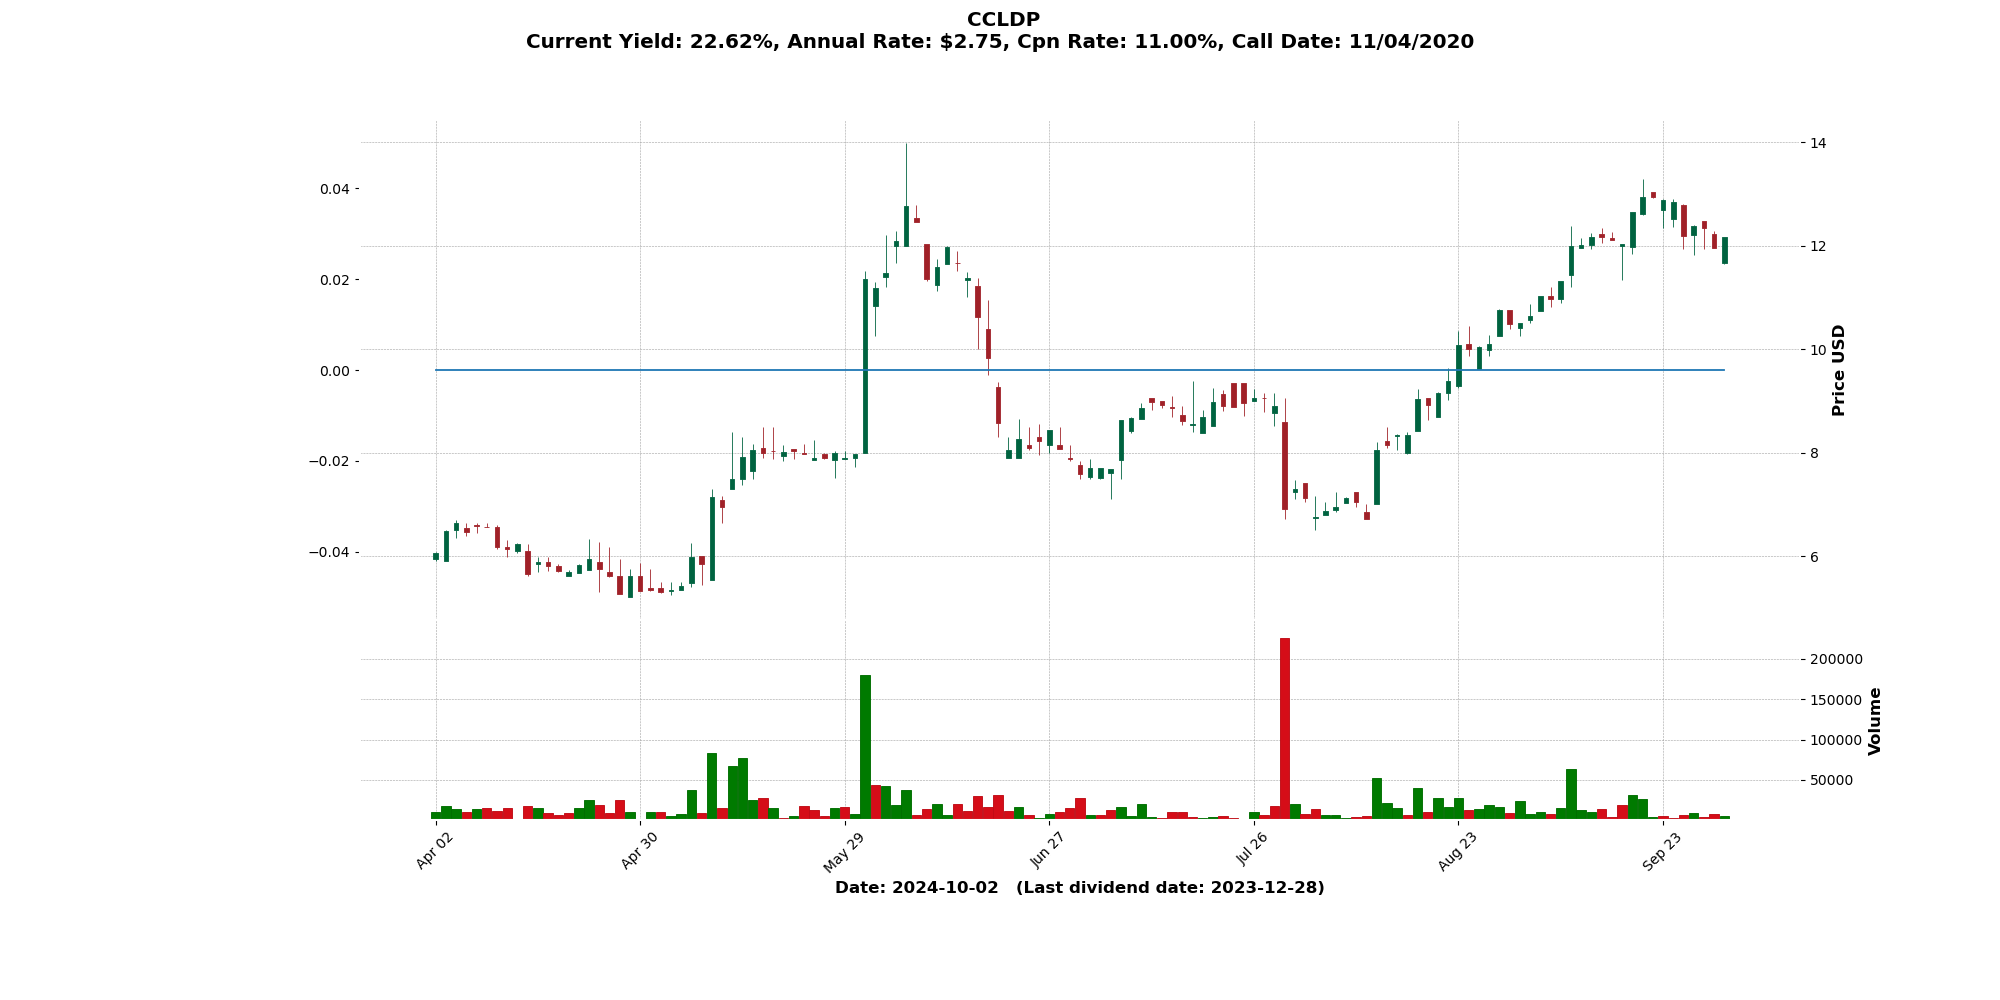 CCLDP
Current Yield: 22.62%, Annual Rate: $2.75, Cpn Rate: 11.00%, Call Date: 11/04/2020
0.04
0.02
0.00
−0.02
−0.04
14
12
10
8
6
Price USD
200000
150000
100000
50000
Volume
Apr 02
Apr 30
May 29
Jun 27
Jul 26
Aug 23
Sep 23
Date: 2024-10-02   (Last dividend date: 2023-12-28)